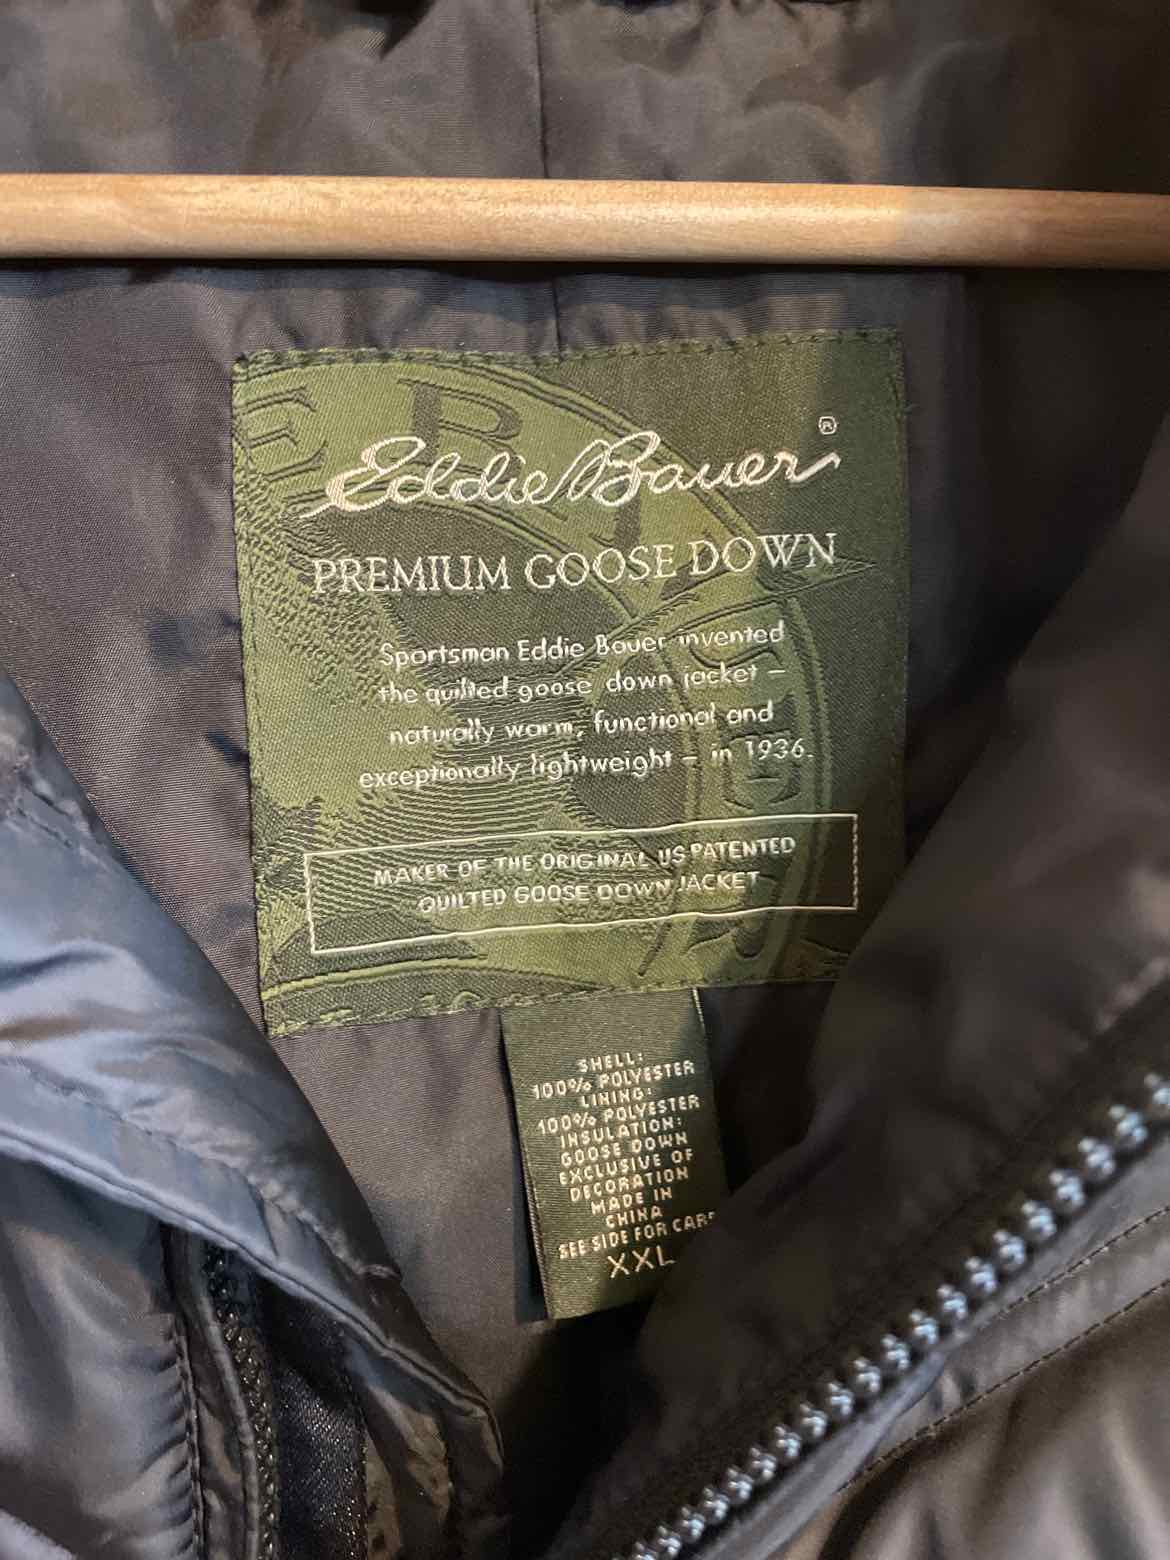 Eddie Bauer ®
PREMIUM GOOSE DOWN
Sportsman Eddie Bauer invented
the quilted goose down jacket –
naturally warm, functional and
exceptionally lightweight – in 1936.
MAKER OF THE ORIGINAL US PATENTED
QUILTED GOOSE DOWN JACKET
SHELL:
100% POLYESTER
LINING:
100% POLYESTER
INSULATION:
GOOSE DOWN
EXCLUSIVE OF
DECORATION
MADE IN
CHINA
SEE SIDE FOR CARE
XXL